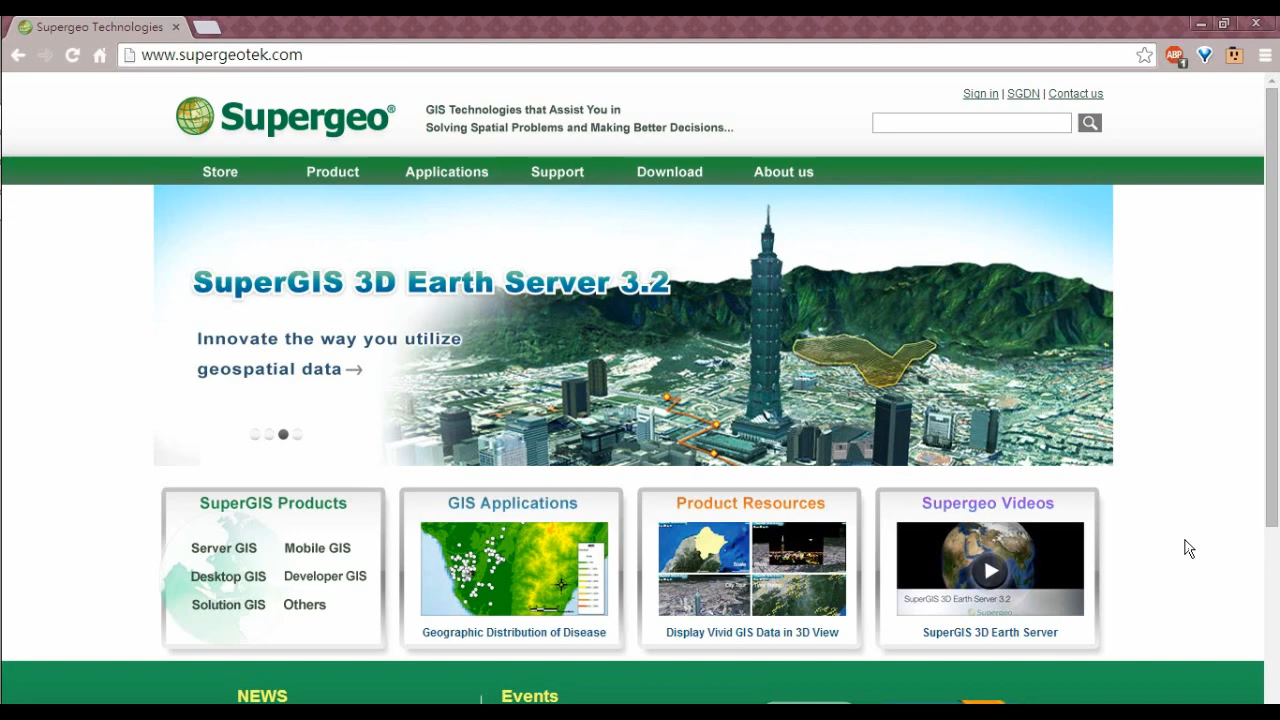 Supergeo Technologies
www.supergeotek.com
ABP
1
Sign in | SGDN | Contact us
Supergeo®
GIS Technologies that Assist You in
Solving Spatial Problems and Making Better Decisions...
Store Product Applications Support Download About us
SuperGIS 3D Earth Server 3.2
Innovate the way you utilize
geospatial data→
SuperGIS Products
Server GIS Mobile GIS
Desktop GIS Developer GIS
Solution GIS Others
GIS Applications
Geographic Distribution of Disease
Product Resources
Display Vivid GIS Data in 3D View
Supergeo Videos
SuperGIS 3D Earth Server 3.2
Supergeo
SuperGIS 3D Earth Server
NEWS
Events